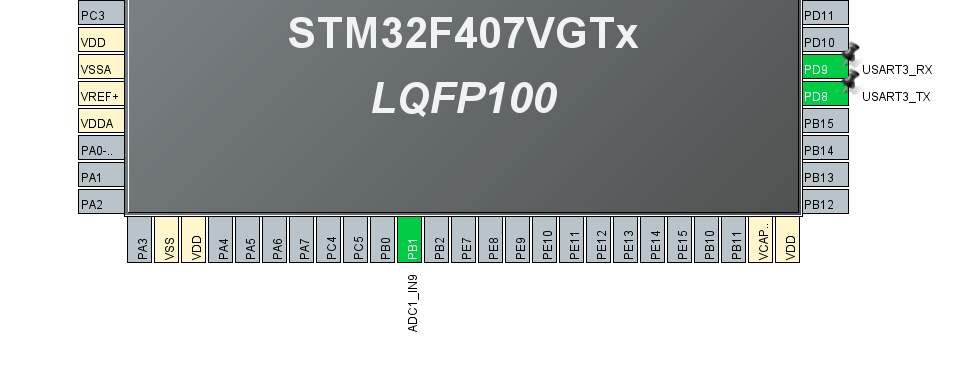 PC3
VDD
VSSA
VREF+
VDDA
PA0-..
PA1
PA2
STM32F407VGTx
LQFP100
PD11
PD10
PD9 USART3_RX
PD8 USART3_TX
PB15
PB14
PB13
PB12
PA3
VSS
VDD
PA4
PA5
PA6
PA7
PC4
PC5
PB0
PB1
PB2
PE7
PE8
PE9
PE10
PE11
PE12
PE13
PE14
PE15
PB10
PB11
VCAP..
VDD
ADC1_IN9